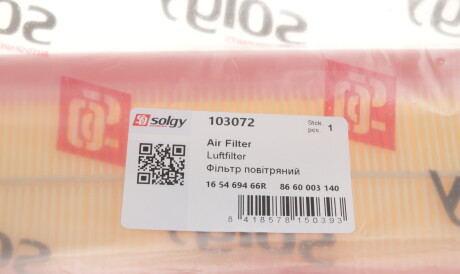 solgy
solgy 103072 Stck. pcs. 1
Air Filter
Luftfilter
Фільтр повітряний
16 54 694 66R 86 60 003 140
8 418578 150393